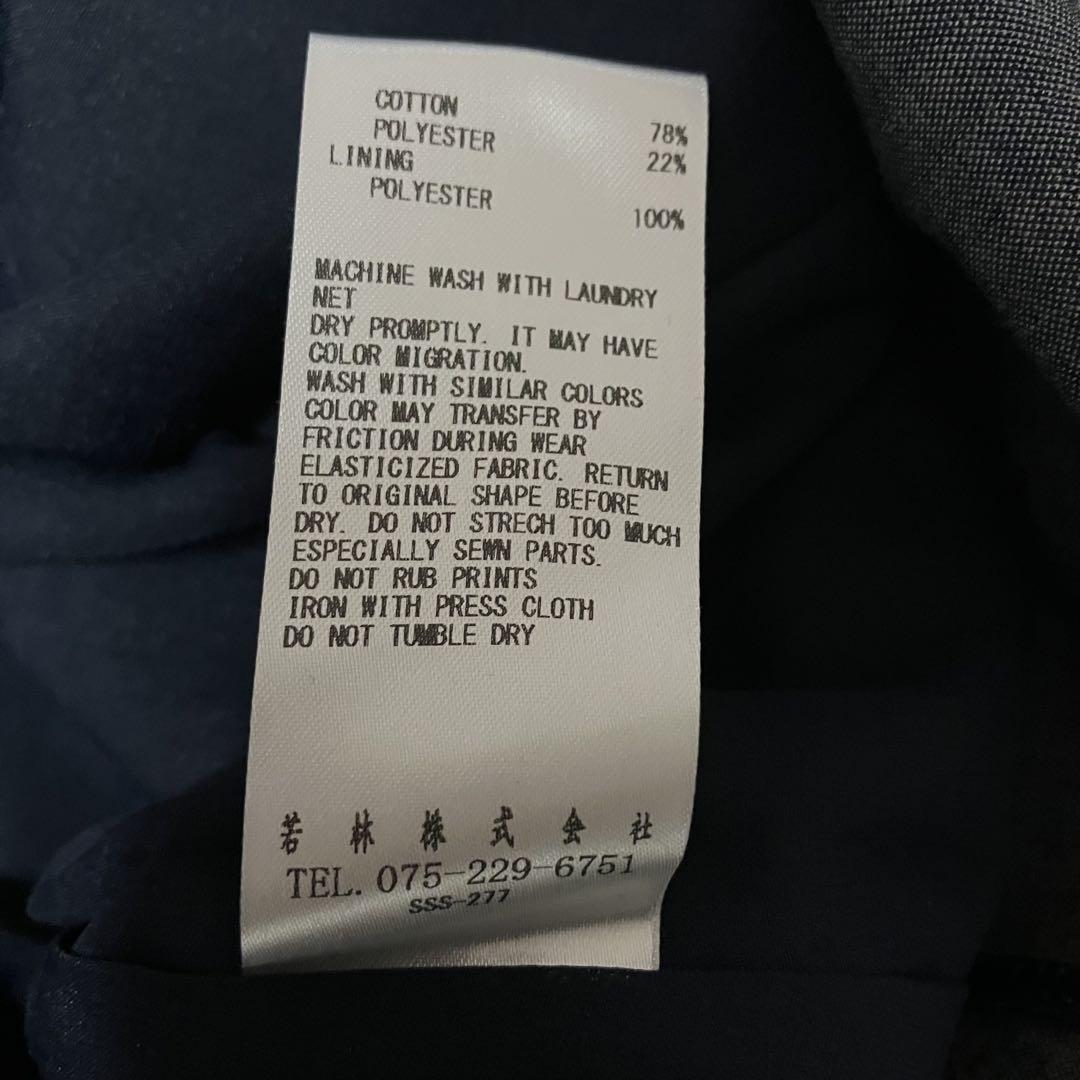 COTTON 78%
POLYESTER 22%
LINING
POLYESTER 100%
MACHINE WASH WITH LAUNDRY
NET
DRY PROMPTLY. IT MAY HAVE
COLOR MIGRATION.
WASH WITH SIMILAR COLORS
COLOR MAY TRANSFER BY
FRICTION DURING WEAR
ELASTICIZED FABRIC. RETURN
TO ORIGINAL SHAPE BEFORE
DRY. DO NOT STRECH TOO MUCH
ESPECIALLY SEWN PARTS.
DO NOT RUB PRINTS
IRON WITH PRESS CLOTH
DO NOT TUMBLE DRY
若林株式会社
TEL. 075-229-6751
SSS-277